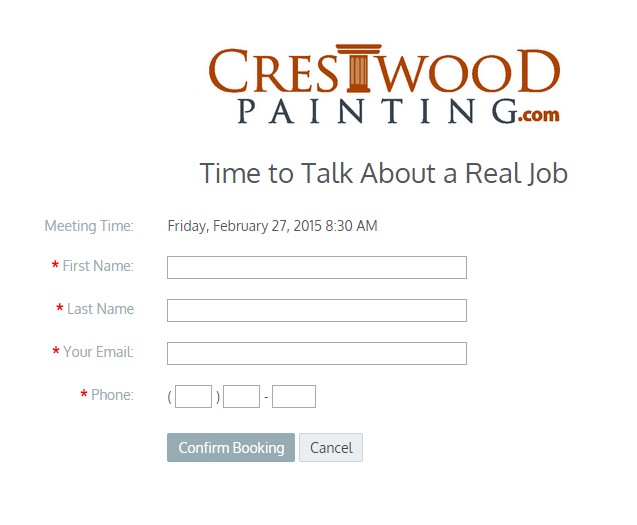 CRESTWOOD
PAINTING.com
Time to Talk About a Real Job
Meeting Time: Friday, February 27, 2015 8:30 AM
* First Name:
* Last Name
* Your Email:
* Phone: ( ) -
Confirm Booking Cancel